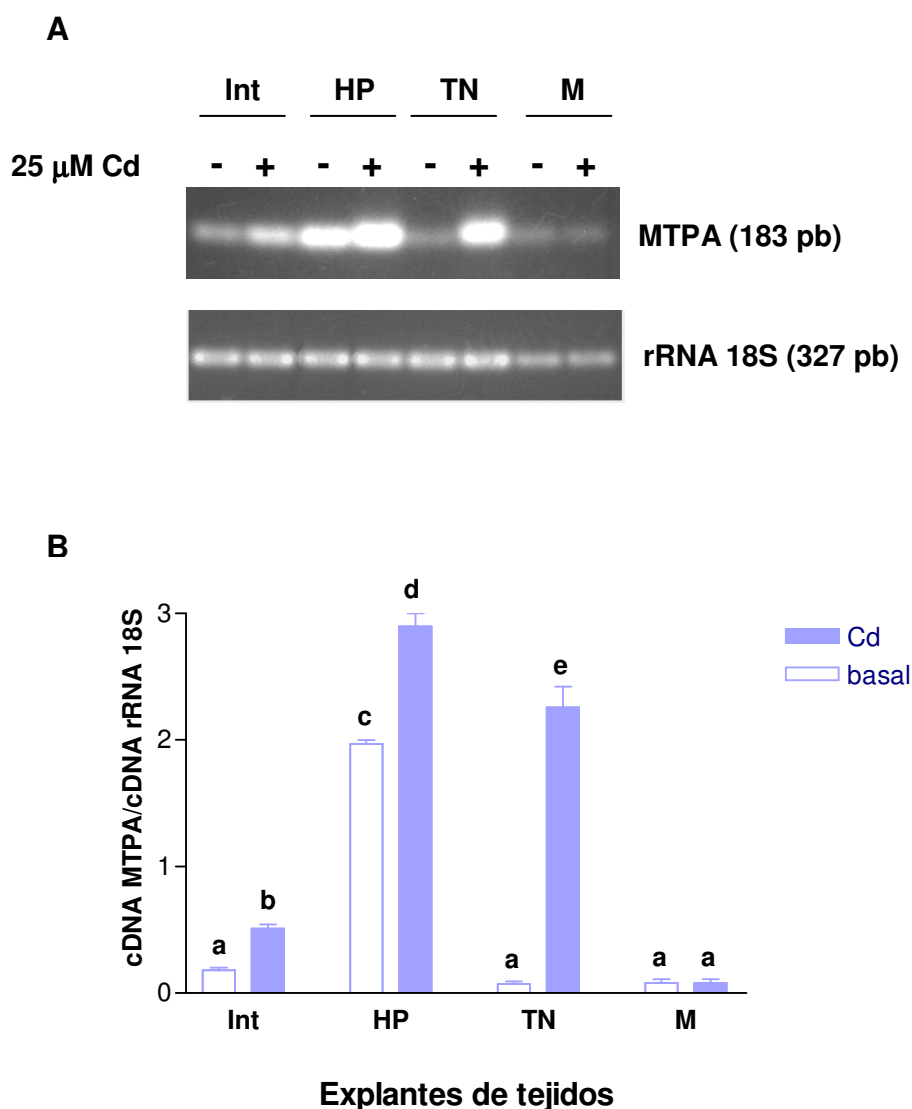 A
Int HP TN M
25 µM Cd - + - + - + - +
MTPA (183 pb)
rRNA 18S (327 pb)
B
cDNA MTPA/cDNA rRNA 18S
3
2
1
0
a b c d a e a a
Cd
basal
Int HP TN M
Explantes de tejidos